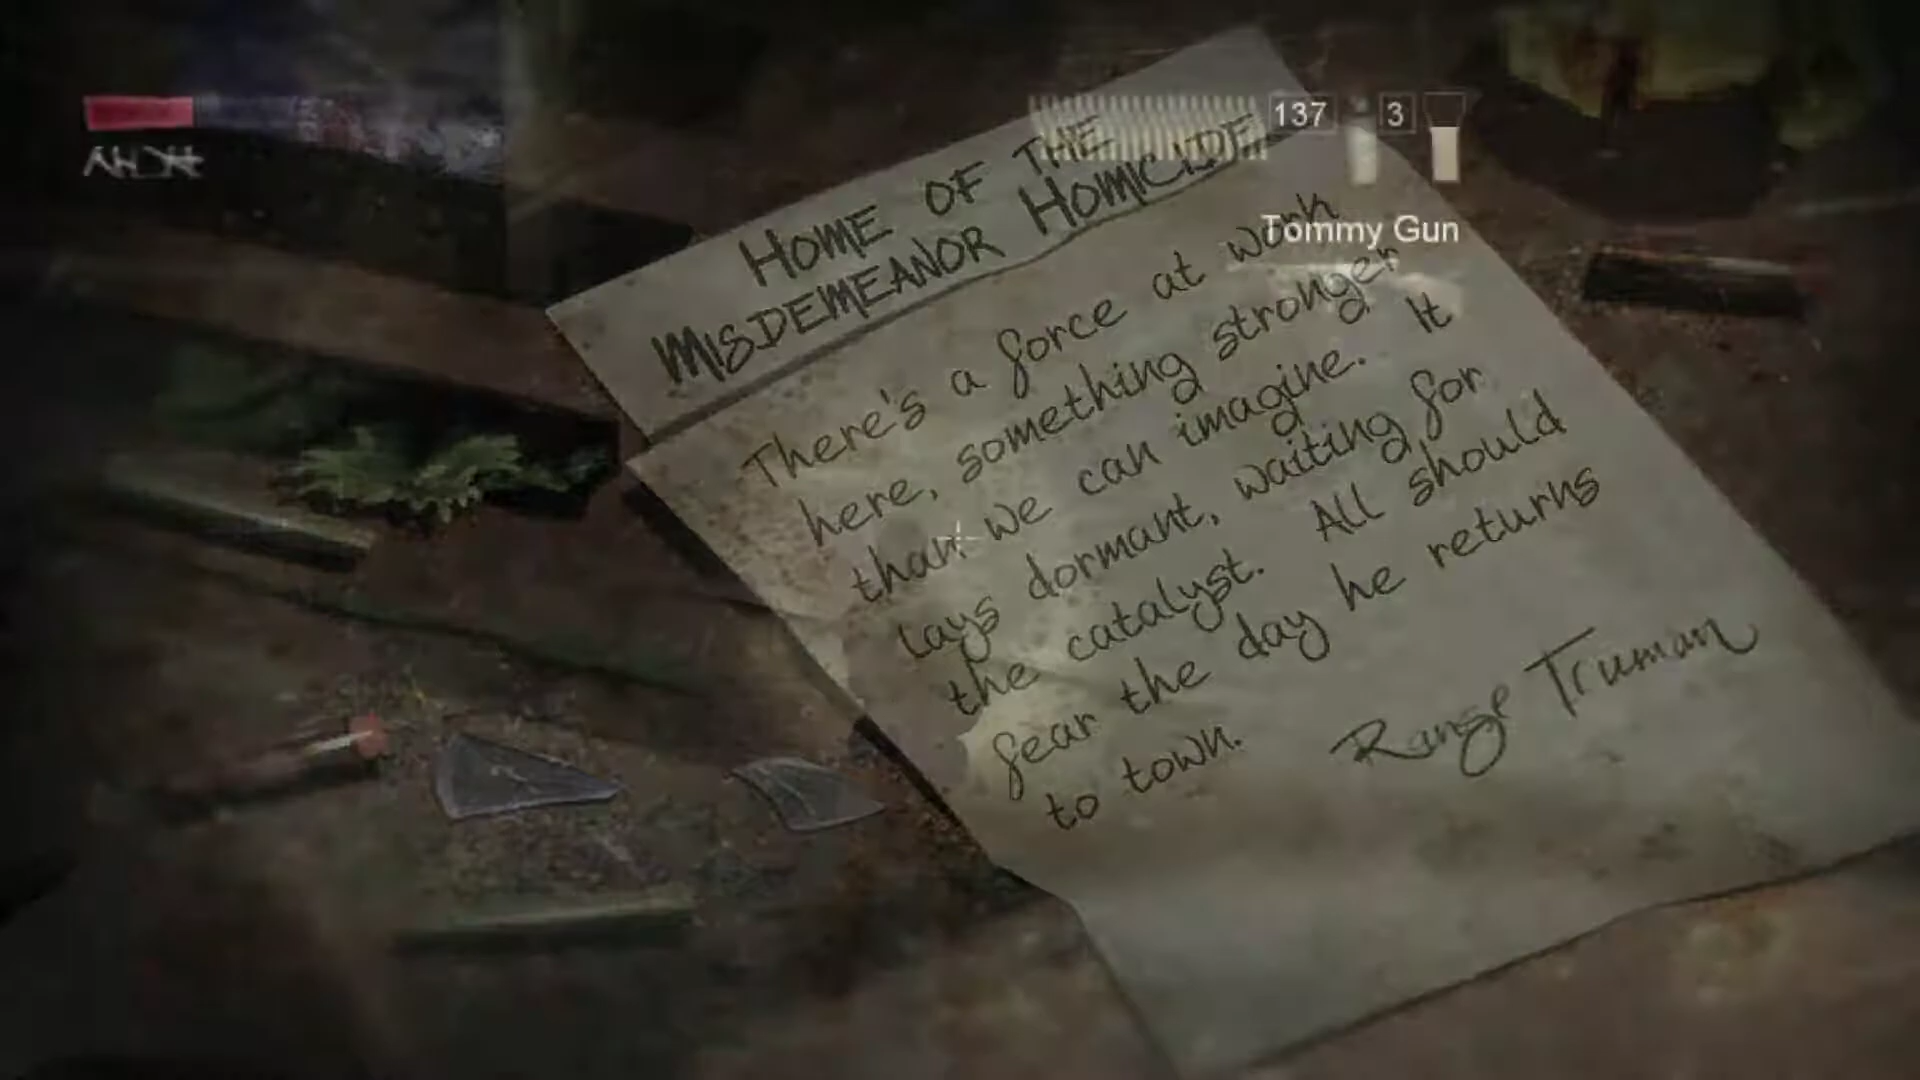 137
3
Tommy Gun
HOME OF THE
MISDEMEANOR HOMICIDE
There's a force at work
here, something stronger
than we can imagine. It
lays dormant, waiting for
the catalyst. All should
fear the day he returns
to town.
Range Truman